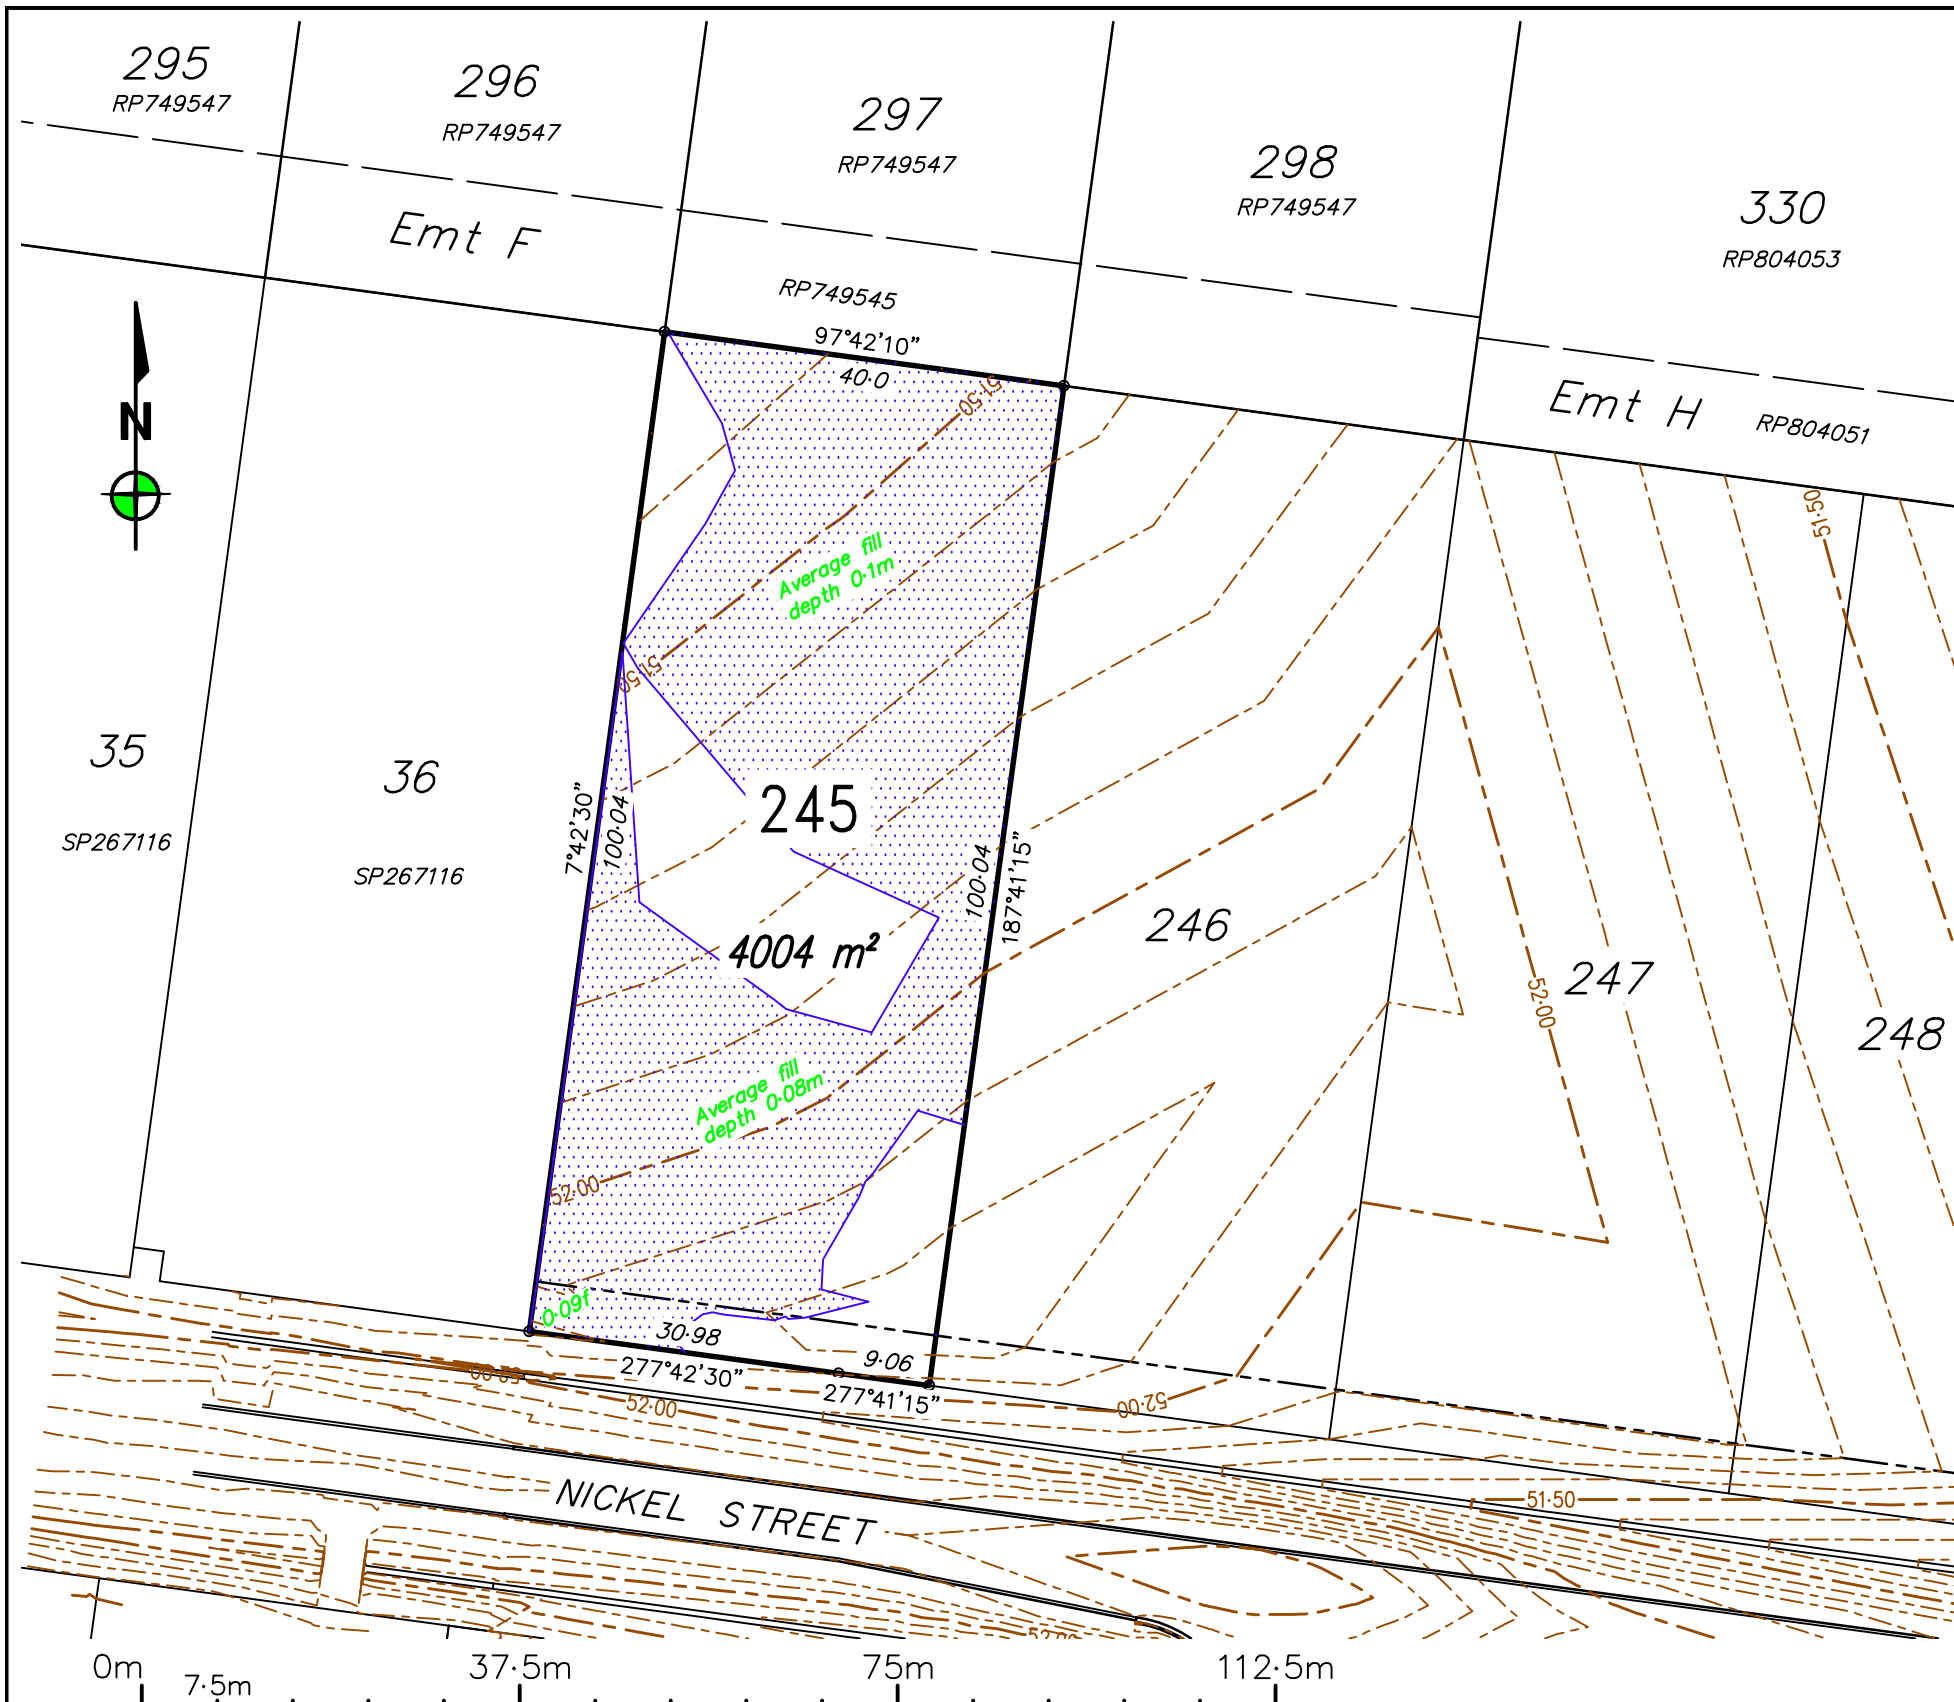 295
RP749547
296
RP749547
297
RP749547
298
RP749547
330
RP804053
Emt F
RP749545
97°42'10"
40·0
51·50
Emt H
RP804051
51·50
N
Average fill
depth 0·1m
51·50
35
SP267116
36
SP267116
7°42'30"
100·04
245
100·04
187°41'15"
4004 m²
246
247
52·00
248
Average fill
depth 0·08m
52·00
0·09f
30·98
277°42'30"
9·06
277°41'15"
52·00
52·00
51·50
NICKEL STREET
0m
7·5m
37·5m
75m
112·5m